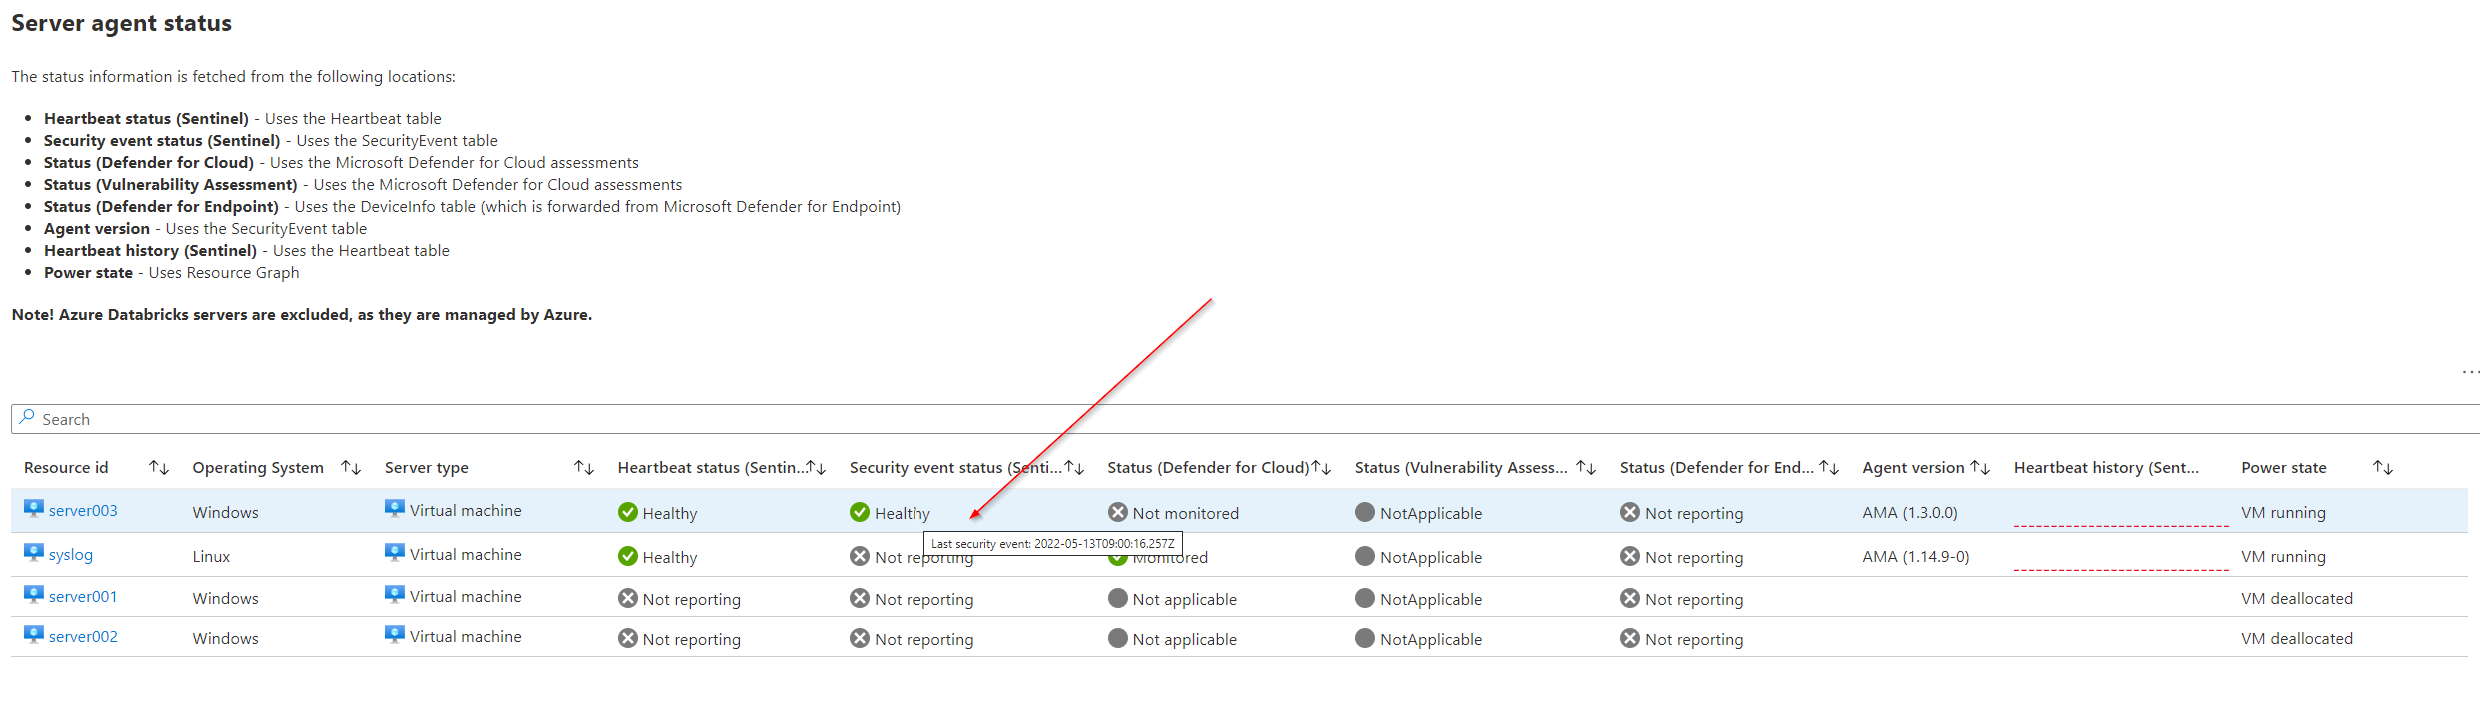 Server agent status
The status information is fetched from the following locations:
• Heartbeat status (Sentinel) - Uses the Heartbeat table
• Security event status (Sentinel) - Uses the SecurityEvent table
• Status (Defender for Cloud) - Uses the Microsoft Defender for Cloud assessments
• Status (Vulnerability Assessment) - Uses the Microsoft Defender for Cloud assessments
• Status (Defender for Endpoint) - Uses the DeviceInfo table (which is forwarded from Microsoft Defender for Endpoint)
• Agent version - Uses the SecurityEvent table
• Heartbeat history (Sentinel) - Uses the Heartbeat table
• Power state - Uses Resource Graph
Note! Azure Databricks servers are excluded, as they are managed by Azure.
...
Search
Resource id Operating System Server type Heartbeat status (Sentin... Security event status (Senti... Status (Defender for Cloud) Status (Vulnerability Assess... Status (Defender for End... Agent version Heartbeat history (Sent... Power state
server003 Windows Virtual machine Healthy Healthy Not monitored NotApplicable Not reporting AMA (1.3.0.0) VM running
Last security event: 2022-05-13T09:00:16.257Z
syslog Linux Virtual machine Healthy Not reporting Monitored NotApplicable Not reporting AMA (1.14.9-0) VM running
server001 Windows Virtual machine Not reporting Not reporting Not applicable NotApplicable Not reporting VM deallocated
server002 Windows Virtual machine Not reporting Not reporting Not applicable NotApplicable Not reporting VM deallocated